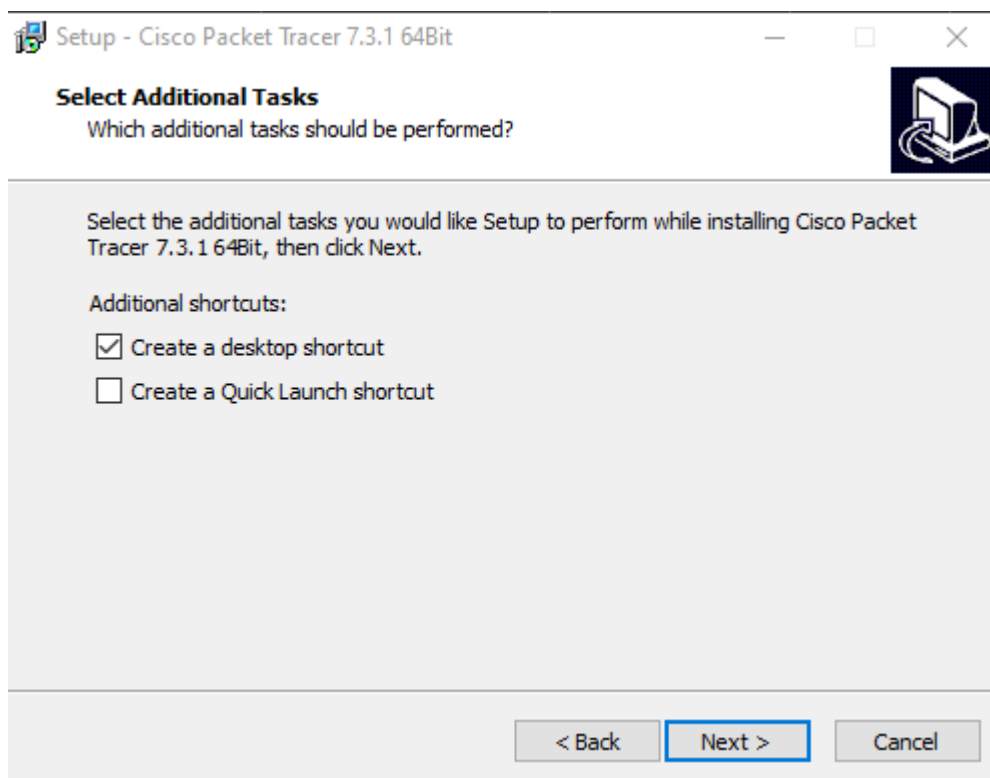 Setup - Cisco Packet Tracer 7.3.1 64Bit
Select Additional Tasks
Which additional tasks should be performed?
Select the additional tasks you would like Setup to perform while installing Cisco Packet
Tracer 7.3.1 64Bit, then click Next.
Additional shortcuts:
Create a desktop shortcut
Create a Quick Launch shortcut
< Back Next > Cancel